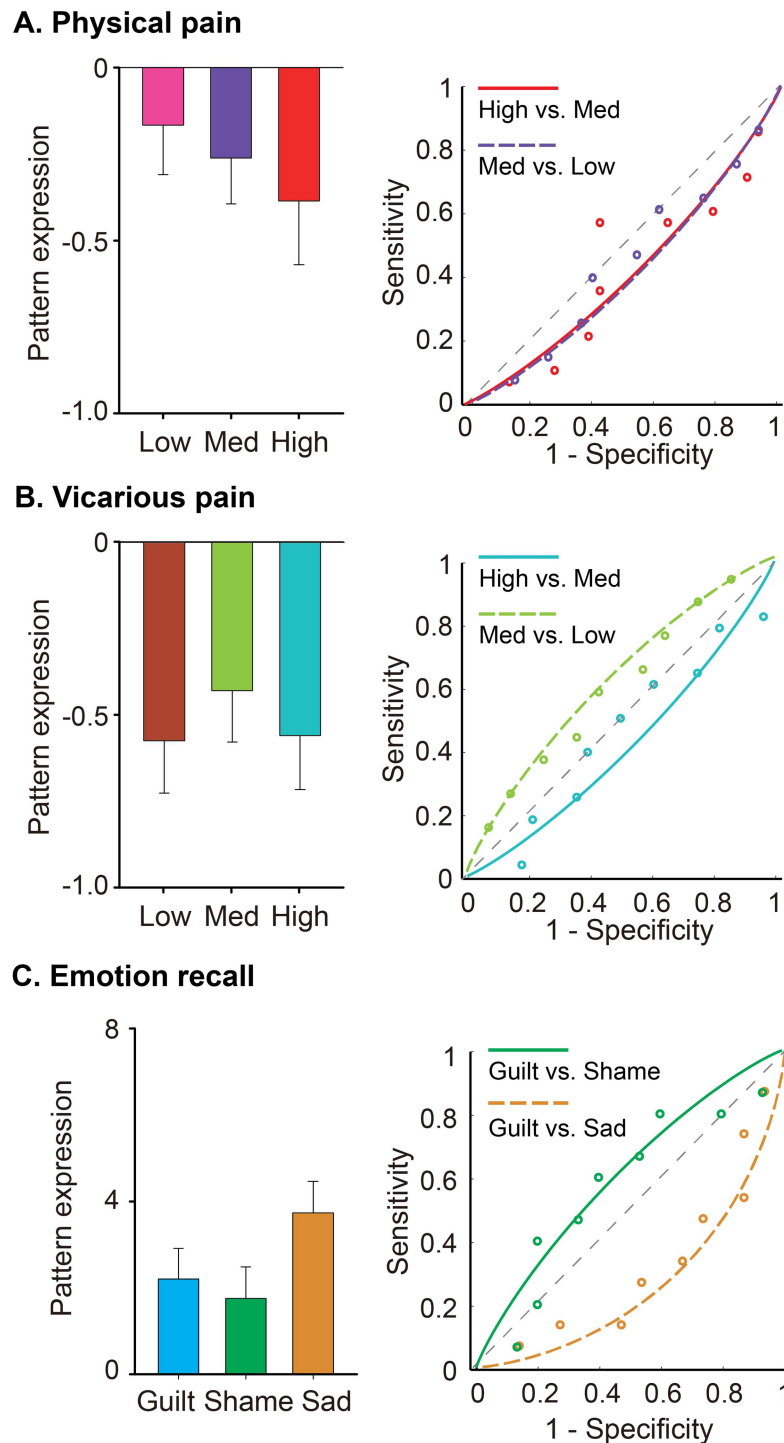 A. Physical pain
0
-0.5
-1.0
Pattern expression
Low Med High
1
0.8
0.6
0.4
0.2
0
Sensitivity
High vs. Med
Med vs. Low
0 0.2 0.4 0.6 0.8 1
1 - Specificity
B. Vicarious pain
0
-0.5
-1.0
Pattern expression
Low Med High
1
0.8
0.6
0.4
0.2
0
Sensitivity
High vs. Med
Med vs. Low
0 0.2 0.4 0.6 0.8 1
1 - Specificity
C. Emotion recall
8
4
0
Pattern expression
Guilt Shame Sad
1
0.8
0.6
0.4
0.2
0
Sensitivity
Guilt vs. Shame
Guilt vs. Sad
0 0.2 0.4 0.6 0.8 1
1 - Specificity